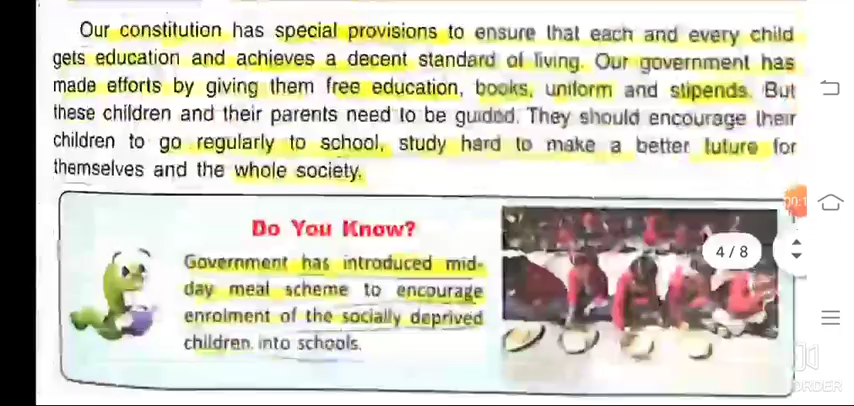 Our constitution has special provisions to ensure that each and every child
gets education and achieves a decent standard of living. Our government has
made efforts by giving them free education, books, uniform and stipends. But
these children and their parents need to be guided. They should encourage their
children to go regularly to school, study hard to make a better future for
themselves and the whole society.
Do You Know?
Government has introduced mid-
day meal scheme to encourage
enrolment of the socially deprived
children into schools.
4 / 8